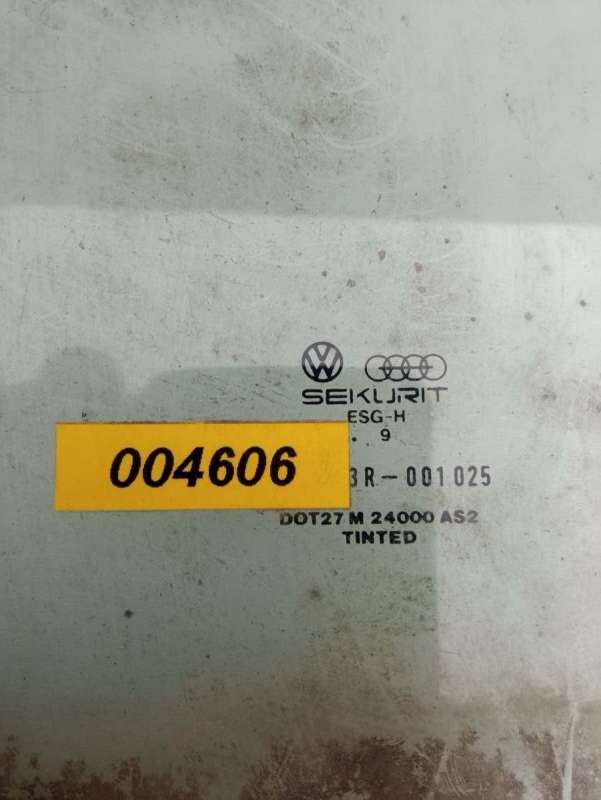 SEKURIT
ESG-H
. 9
004606
3R-001025
DOT27 M 24000 AS2
TINTED